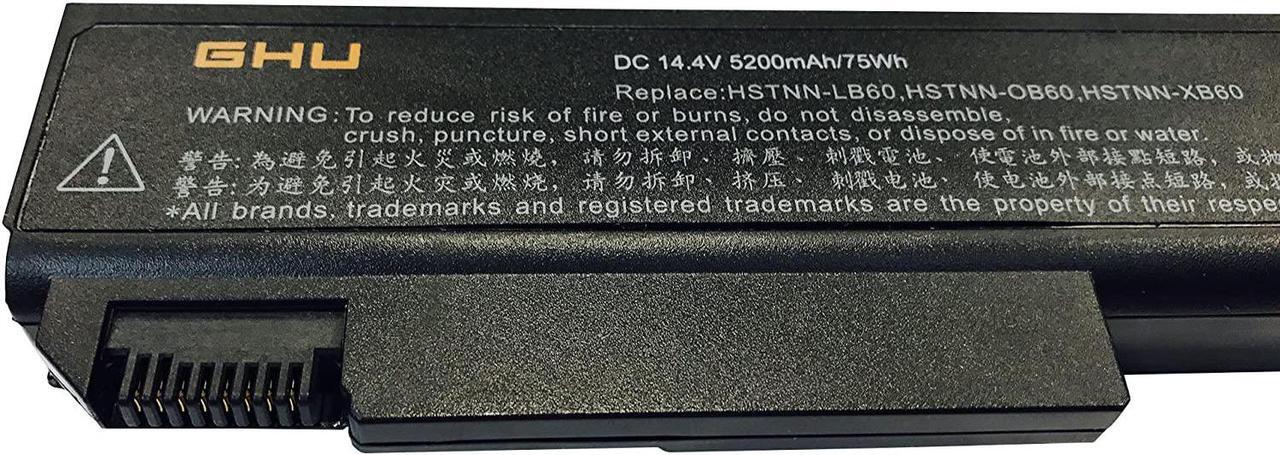 GHU
DC 14.4V 5200mAh/75Wh
Replace:HSTNN-LB60,HSTNN-OB60,HSTNN-XB60
WARNING:To reduce risk of fire or burns, do not disassemble,
crush, puncture, short external contacts, or dispose of in fire or water.
警告:為避免引起火災或燃燒，請勿拆卸、擠壓、刺戳電池、使電池外部接點短路，或拋
警告:为避免引起火灾或燃烧，请勿拆卸、挤压、刺戳电池、使电池外部接点短路，或
*All brands, trademarks and registered trademarks are the property of their